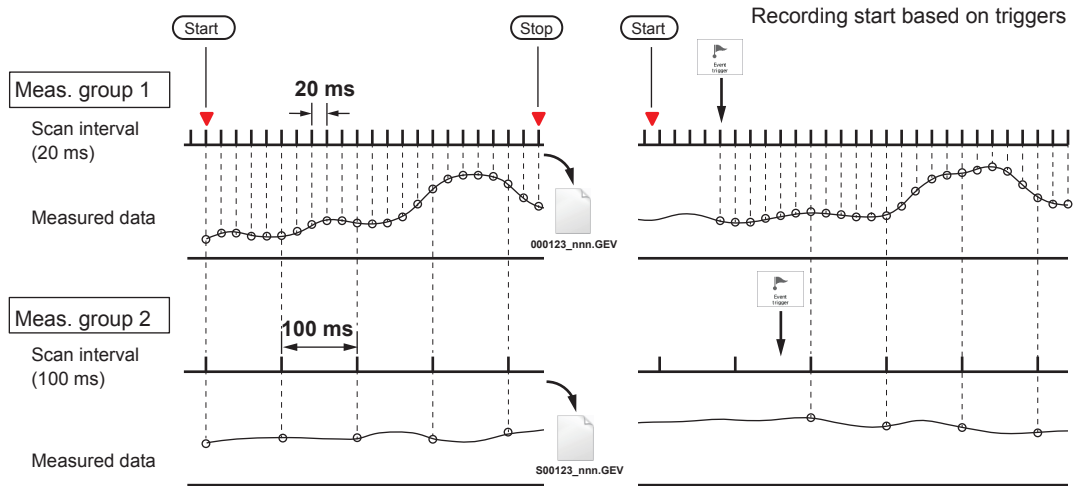 Recording start based on triggers
Start
Stop
Start
Event
trigger
Meas. group 1
20 ms
Scan interval
(20 ms)
Measured data
000123_nnn.GEV
Event
trigger
Meas. group 2
100 ms
Scan interval
(100 ms)
Measured data
S00123_nnn.GEV